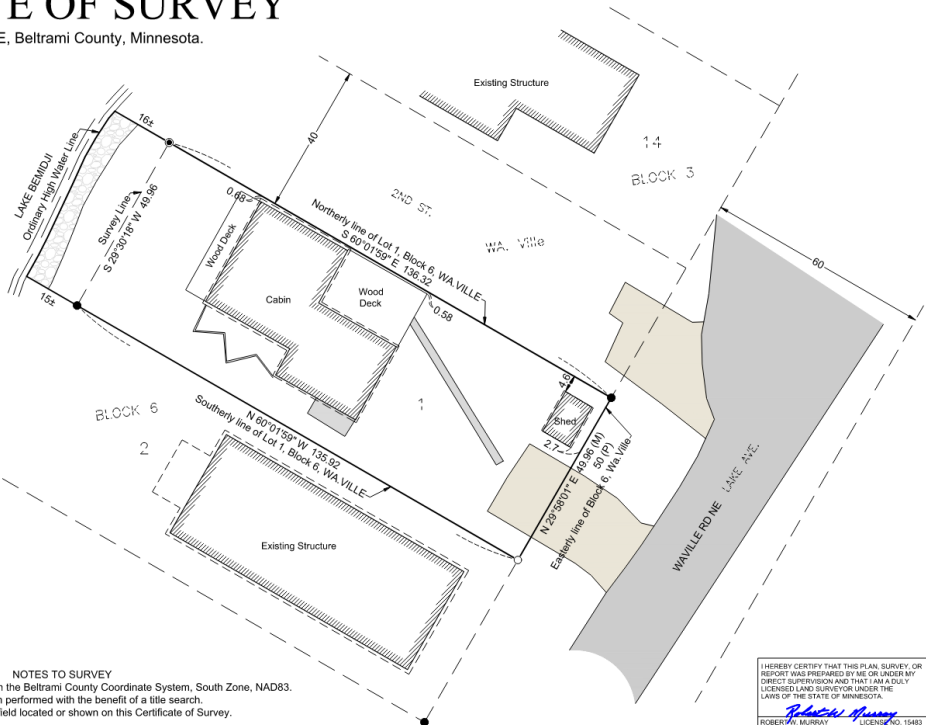 E OF SURVEY
E, Beltrami County, Minnesota.
Existing Structure
14
BLOCK 3
40
2ND ST.
WA. Ville
60
16±
LAKE BEMIDJI
Ordinary High Water Line
Survey Line
S 29°30'18" W 49.96
15±
0.68
Wood Deck
Northerly line of Lot 1, Block 6, WA.VILLE
S 60°01'59" E 136.32
Cabin
Wood
Deck
0.58
4.6
Shed
2.7
1
BLOCK 6
2
N 60°01'59" W 135.92
Southerly line of Lot 1, Block 6, WA.VILLE
N 29°58'01" E 49.96 (M)
50 (P)
Easterly line of Block 6, Wa.Ville
WAVILLE RD NE LAKE AVE.
Existing Structure
NOTES TO SURVEY
n the Beltrami County Coordinate System, South Zone, NAD83.
n performed with the benefit of a title search.
field located or shown on this Certificate of Survey.
I HEREBY CERTIFY THAT THIS PLAN, SURVEY, OR
REPORT WAS PREPARED BY ME OR UNDER MY
DIRECT SUPERVISION AND THAT I AM A DULY
LICENSED LAND SURVEYOR UNDER THE
LAWS OF THE STATE OF MINNESOTA.
Robert W Murray
ROBERT W. MURRAY LICENSE NO. 15483